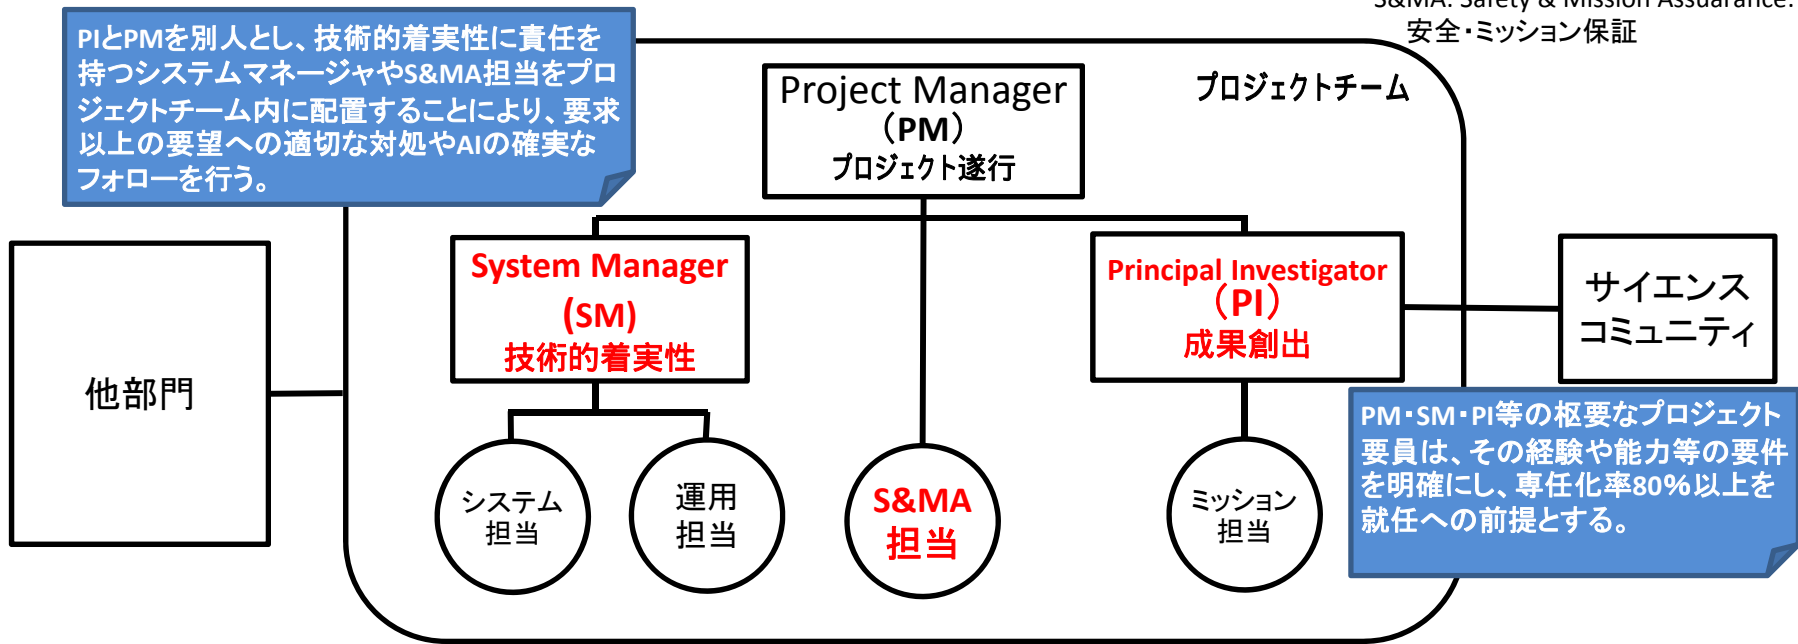 S&MA: Safety & Mission Assuarance:
安全・ミッション保証
PIとPMを別人とし、技術的着実性に責任を
持つシステムマネージャやS&MA担当をプロ
ジェクトチーム内に配置することにより、要求
以上の要望への適切な対処やAIの確実な
フォローを行う。
Project Manager
（PM）
プロジェクト遂行
プロジェクトチーム
System Manager
(SM)
技術的着実性
Principal Investigator
（PI）
成果創出
サイエンス
コミュニティ
他部門
システム
担当
運用
担当
S&MA
担当
ミッション
担当
PM・SM・PI等の枢要なプロジェクト
要員は、その経験や能力等の要件
を明確にし、専任化率80％以上を
就任への前提とする。